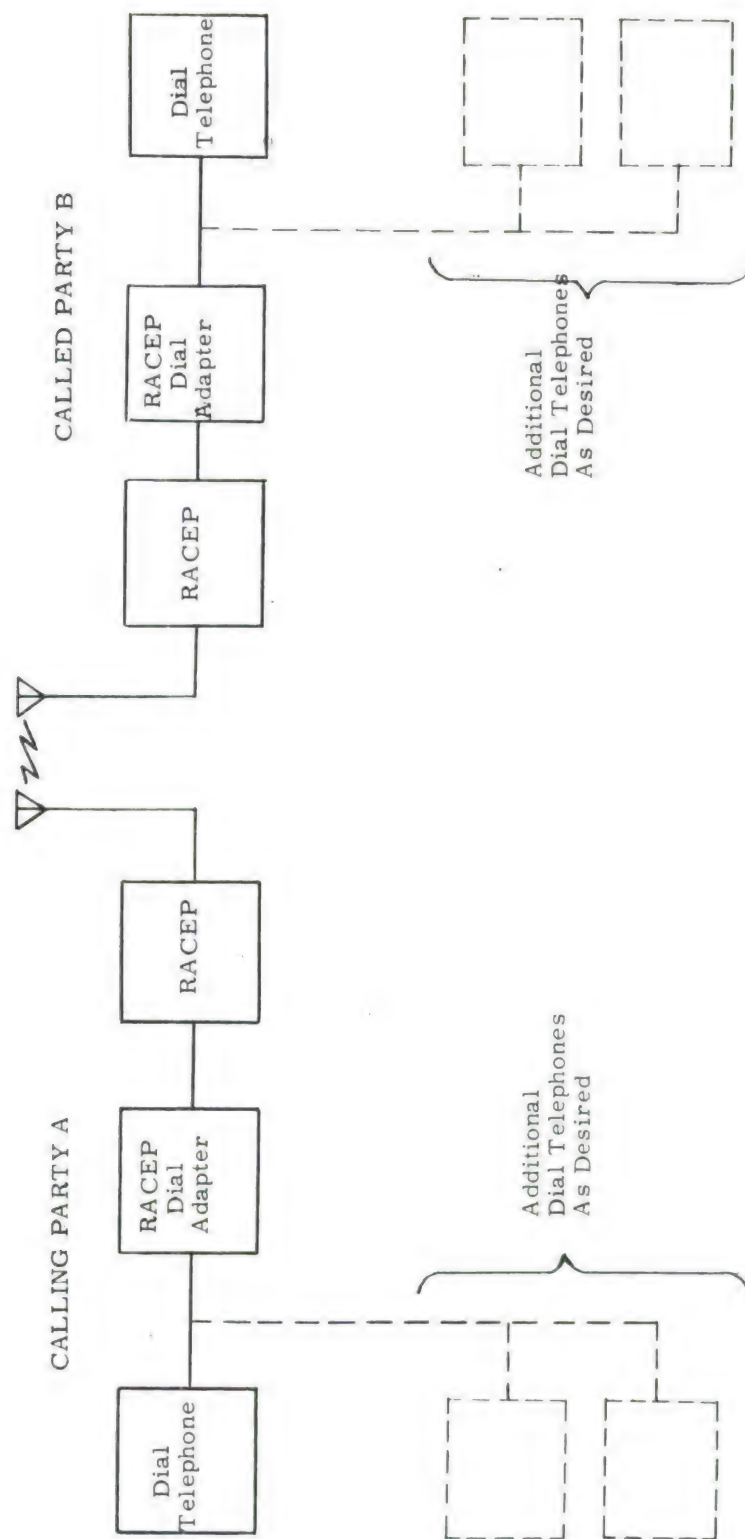 CALLING PARTY A
CALLED PARTY B
Dial
Telephone
RACEP
Dial
Adapter
RACEP
RACEP
RACEP
Dial
Adapter
Dial
Telephone
Additional
Dial Telephones
As Desired
Additional
Dial Telephones
As Desired